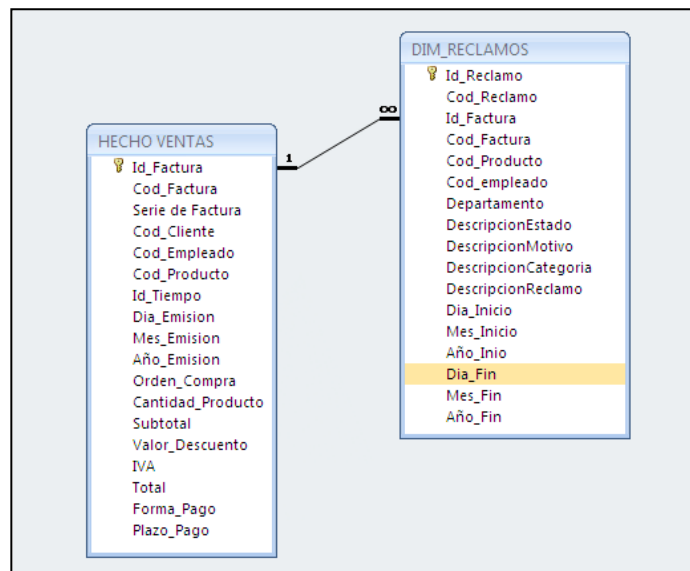 HECHO VENTAS
Id_Factura
Cod_Factura
Serie de Factura
Cod_Cliente
Cod_Empleado
Cod_Producto
Id_Tiempo
Dia_Emision
Mes_Emision
Año_Emision
Orden_Compra
Cantidad_Producto
Subtotal
Valor_Descuento
IVA
Total
Forma_Pago
Plazo_Pago
1
∞
DIM_RECLAMOS
Id_Reclamo
Cod_Reclamo
Id_Factura
Cod_Factura
Cod_Producto
Cod_empleado
Departamento
DescripcionEstado
DescripcionMotivo
DescripcionCategoria
DescripcionReclamo
Dia_Inicio
Mes_Inicio
Año_Inio
Dia_Fin
Mes_Fin
Año_Fin